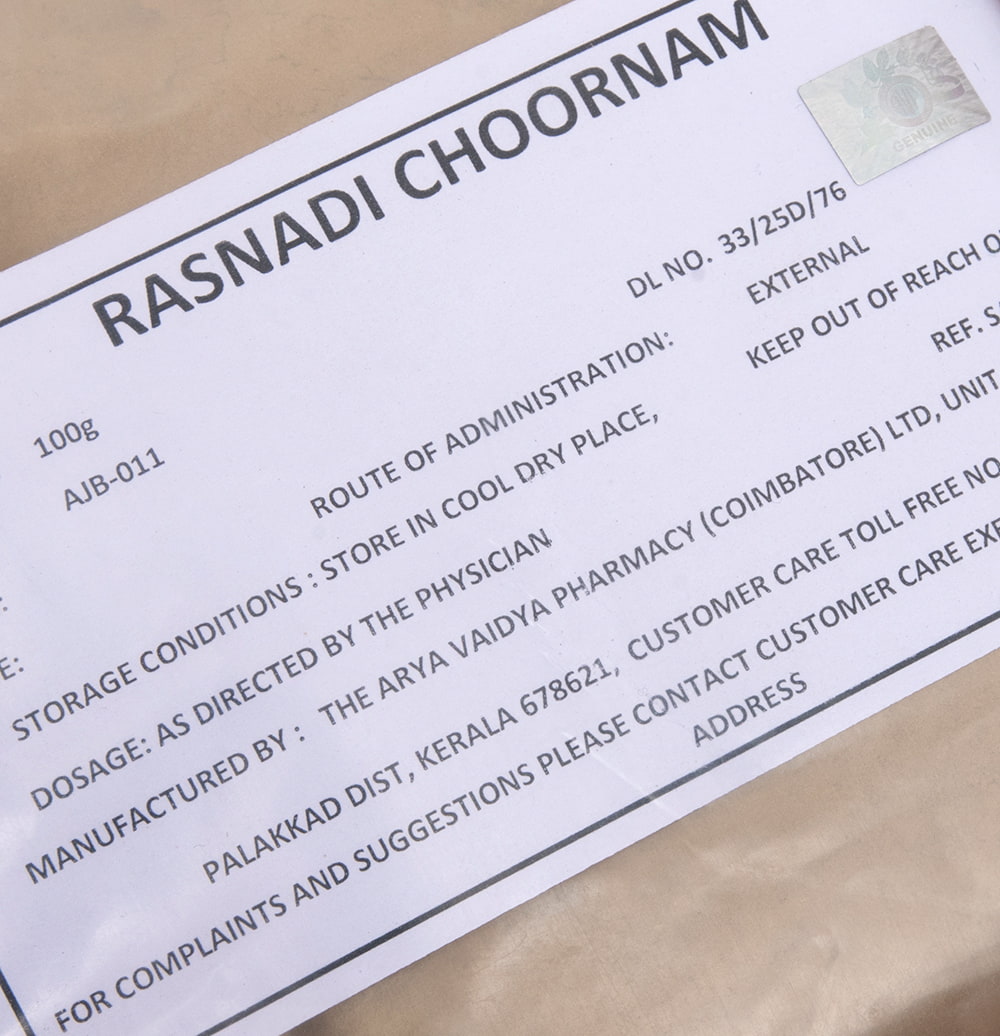 RASNADI CHOORNAM
GENUINE
DL NO. 33/25D/76
100g
EXTERNAL
AJB-011
ROUTE OF ADMINISTRATION:
KEEP OUT OF REACH
REF.
STORAGE CONDITIONS : STORE IN COOL DRY PLACE,
E:
DOSAGE: AS DIRECTED BY THE PHYSICIAN
MANUFACTURED BY : THE ARYA VAIDYA PHARMACY (COIMBATORE) LTD, UNIT
PALAKKAD DIST, KERALA 678621, CUSTOMER CARE TOLL FREE NO
FOR COMPLAINTS AND SUGGESTIONS PLEASE CONTACT CUSTOMER CARE
ADDRESS